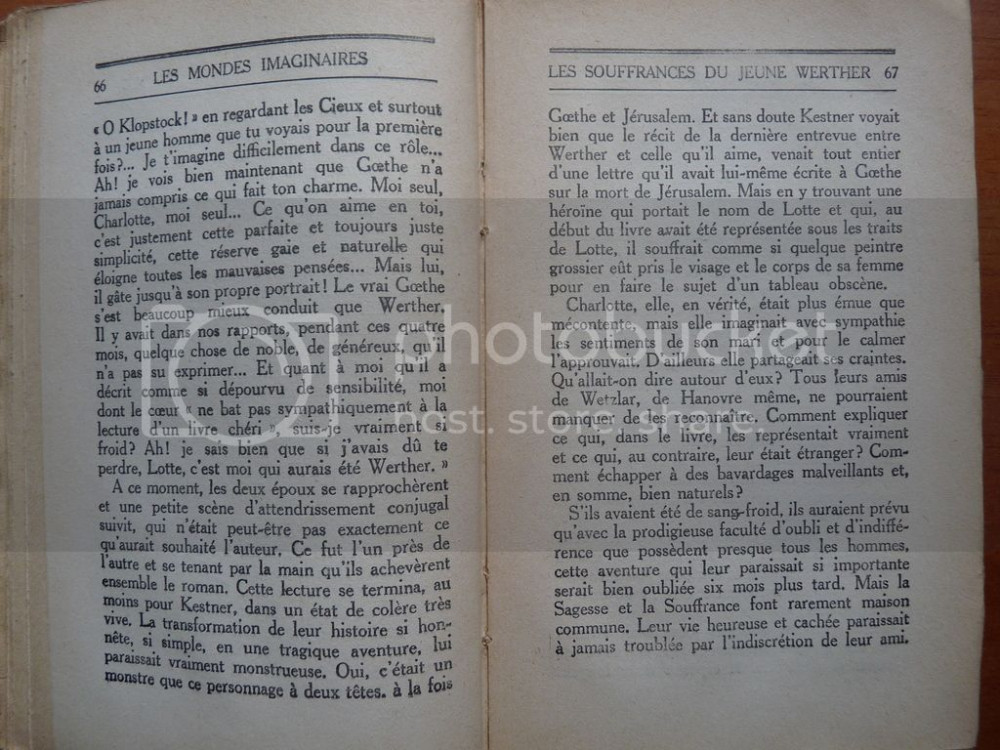 66 LES MONDES IMAGINAIRES
« O Klopstock! » en regardant les Cieux et surtout
à un jeune homme que tu voyais pour la première
fois?... Je t'imagine difficilement dans ce rôle...
Ah! je vois bien maintenant que Gœthe n'a
jamais compris ce qui fait ton charme. Moi seul,
Charlotte, moi seul... Ce qu'on aime en toi,
c'est justement cette parfaite et toujours juste
simplicité, cette réserve gaie et naturelle qui
éloigne toutes les mauvaises pensées... Mais lui,
il gâte jusqu'à son propre portrait! Le vrai Gœthe
s'est beaucoup mieux conduit que Werther.
Il y avait dans nos rapports, pendant ces quatre
mois, quelque chose de noble, de généreux, qu'il
n'a pas su exprimer... Et quant à moi qu'il a
décrit comme si dépourvu de sensibilité, moi
dont le cœur « ne bat pas sympathiquement à la
lecture d'un livre chéri », suis-je vraiment si
froid? Ah! je sais bien que si j'avais dû te
perdre, Lotte, c'est moi qui aurais été Werther. »
A ce moment, les deux époux se rapprochèrent
et une petite scène d'attendrissement conjugal
suivit, qui n'était peut-être pas exactement ce
qu'aurait souhaité l'auteur. Ce fut l'un près de
l'autre et se tenant par la main qu'ils achevèrent
ensemble le roman. Cette lecture se termina, au
moins pour Kestner, dans un état de colère très
vive. La transformation de leur histoire si hon-
nête, si simple, en une tragique aventure, lui
paraissait vraiment monstrueuse. Oui, c'était un
monstre que ce personnage à deux têtes, à la fois
LES SOUFFRANCES DU JEUNE WERTHER 67
Gœthe et Jérusalem. Et sans doute Kestner voyait
bien que le récit de la dernière entrevue entre
Werther et celle qu'il aime, venait tout entier
d'une lettre qu'il avait lui-même écrite à Gœthe
sur la mort de Jérusalem. Mais en y trouvant une
héroïne qui portait le nom de Lotte et qui, au
début du livre avait été représentée sous les traits
de Lotte, il souffrait comme si quelque peintre
grossier eût pris le visage et le corps de sa femme
pour en faire le sujet d'un tableau obscène.
Charlotte, elle, en vérité, était plus émue que
mécontente, mais elle imaginait avec sympathie
les sentiments de son mari et pour le calmer
l'approuvait. D'ailleurs elle partageait ses craintes.
Qu'allait-on dire autour d'eux? Tous leurs amis
de Wetzlar, de Hanovre même, ne pourraient
manquer de les reconnaître. Comment expliquer
ce qui, dans le livre, les représentait vraiment
et ce qui, au contraire, leur était étranger? Com-
ment échapper à des bavardages malveillants et,
en somme, bien naturels?
S'ils avaient été de sang-froid, ils auraient prévu
qu'avec la prodigieuse faculté d'oubli et d'indiffé-
rence que possèdent presque tous les hommes,
cette aventure qui leur paraissait si importante
serait bien oubliée six mois plus tard. Mais la
Sagesse et la Souffrance font rarement maison
commune. Leur vie heureuse et cachée paraissait
à jamais troublée par l'indiscrétion de leur ami.
photobucket
host. store. share.